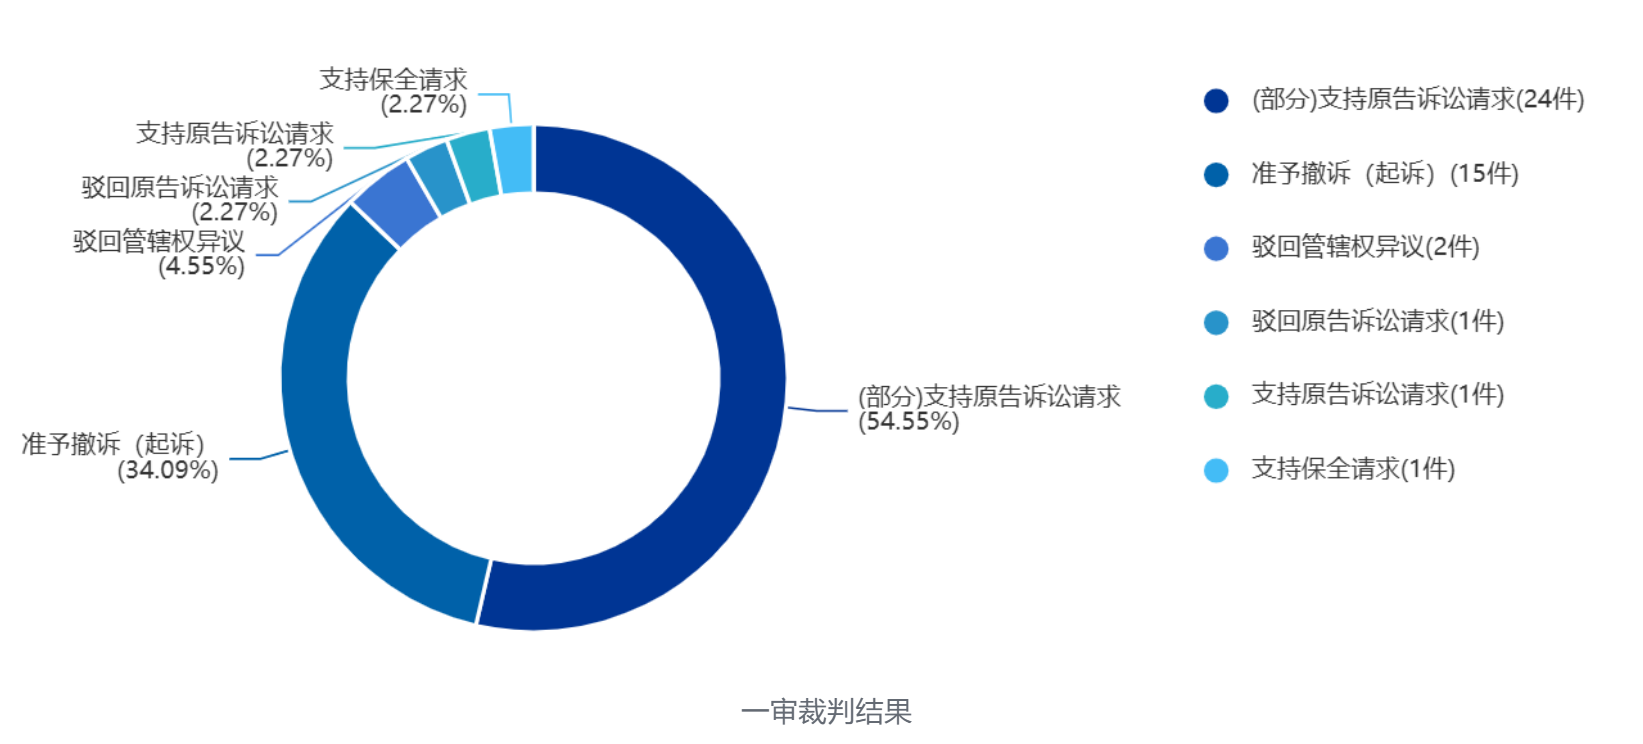 支持保全请求
(2.27%)
支持原告诉讼请求
(2.27%)
驳回原告诉讼请求
(2.27%)
驳回管辖权异议
(4.55%)
准予撤诉（起诉）
(34.09%)
(部分)支持原告诉讼请求
(54.55%)
(部分)支持原告诉讼请求(24件)
准予撤诉（起诉）(15件)
驳回管辖权异议(2件)
驳回原告诉讼请求(1件)
支持原告诉讼请求(1件)
支持保全请求(1件)
一审裁判结果